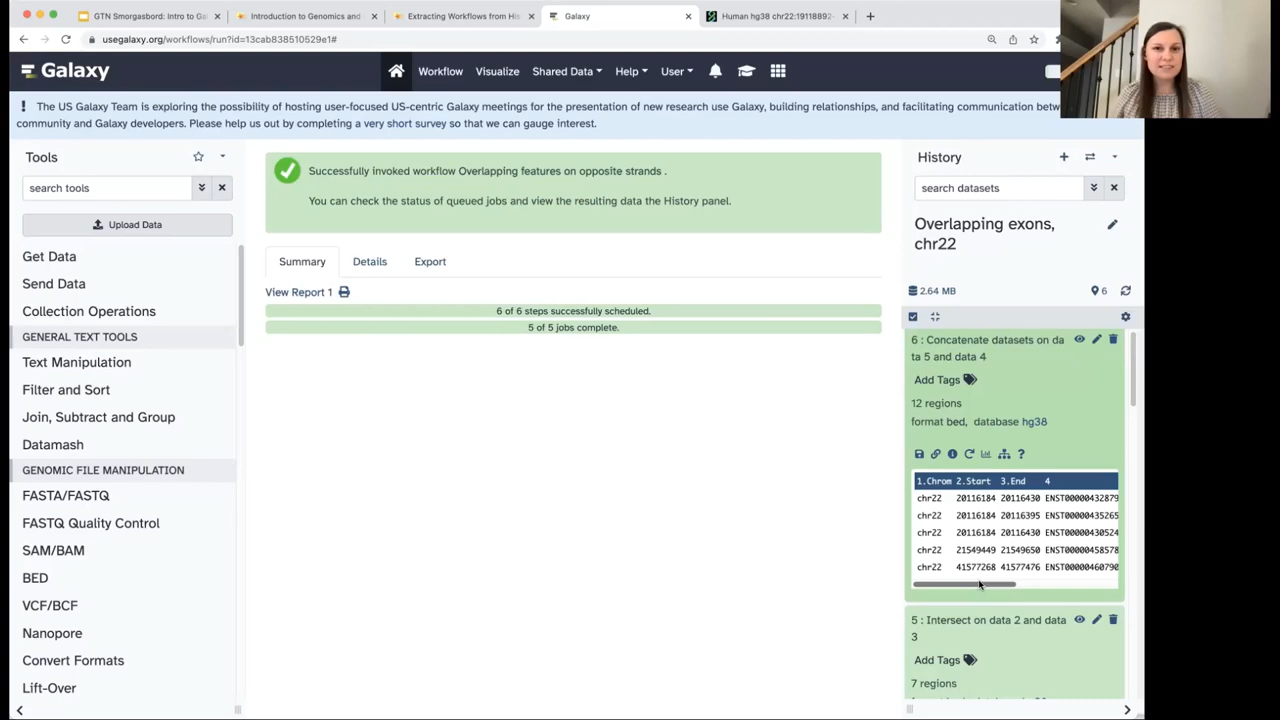 GTN Smorgasbord: Intro to Gal
Introduction to Genomics and
Extracting Workflows from His
Galaxy
Human hg38 chr22:19118892-
usegalaxy.org/workflows/run?id=13cab838510529e1#
Galaxy
Workflow
Visualize
Shared Data
Help
User
The US Galaxy Team is exploring the possibility of hosting user-focused US-centric Galaxy meetings for the presentation of new research use Galaxy, building relationships, and facilitating communication
community and Galaxy developers. Please help us out by completing a very short survey so that we can gauge interest.
Tools
search tools
Upload Data
Get Data
Send Data
Collection Operations
GENERAL TEXT TOOLS
Text Manipulation
Filter and Sort
Join, Subtract and Group
Datamash
GENOMIC FILE MANIPULATION
FASTA/FASTQ
FASTQ Quality Control
SAM/BAM
BED
VCF/BCF
Nanopore
Convert Formats
Lift-Over
Successfully invoked workflow Overlapping features on opposite strands .
You can check the status of queued jobs and view the resulting data the History panel.
Summary
Details
Export
View Report 1
6 of 6 steps successfully scheduled.
5 of 5 jobs complete.
History
search datasets
Overlapping exons,
chr22
2.64 MB
6
6 : Concatenate datasets on da
ta 5 and data 4
Add Tags
12 regions
format bed, database hg38
?
1.Chrom 2.Start 3.End 4
chr22 20116184 20116430 ENST00000432879
chr22 20116184 20116395 ENST00000435265
chr22 20116184 20116430 ENST00000430524
chr22 21549449 21549650 ENST00000458578
chr22 41577268 41577476 ENST00000460790
5 : Intersect on data 2 and data
3
Add Tags
7 regions